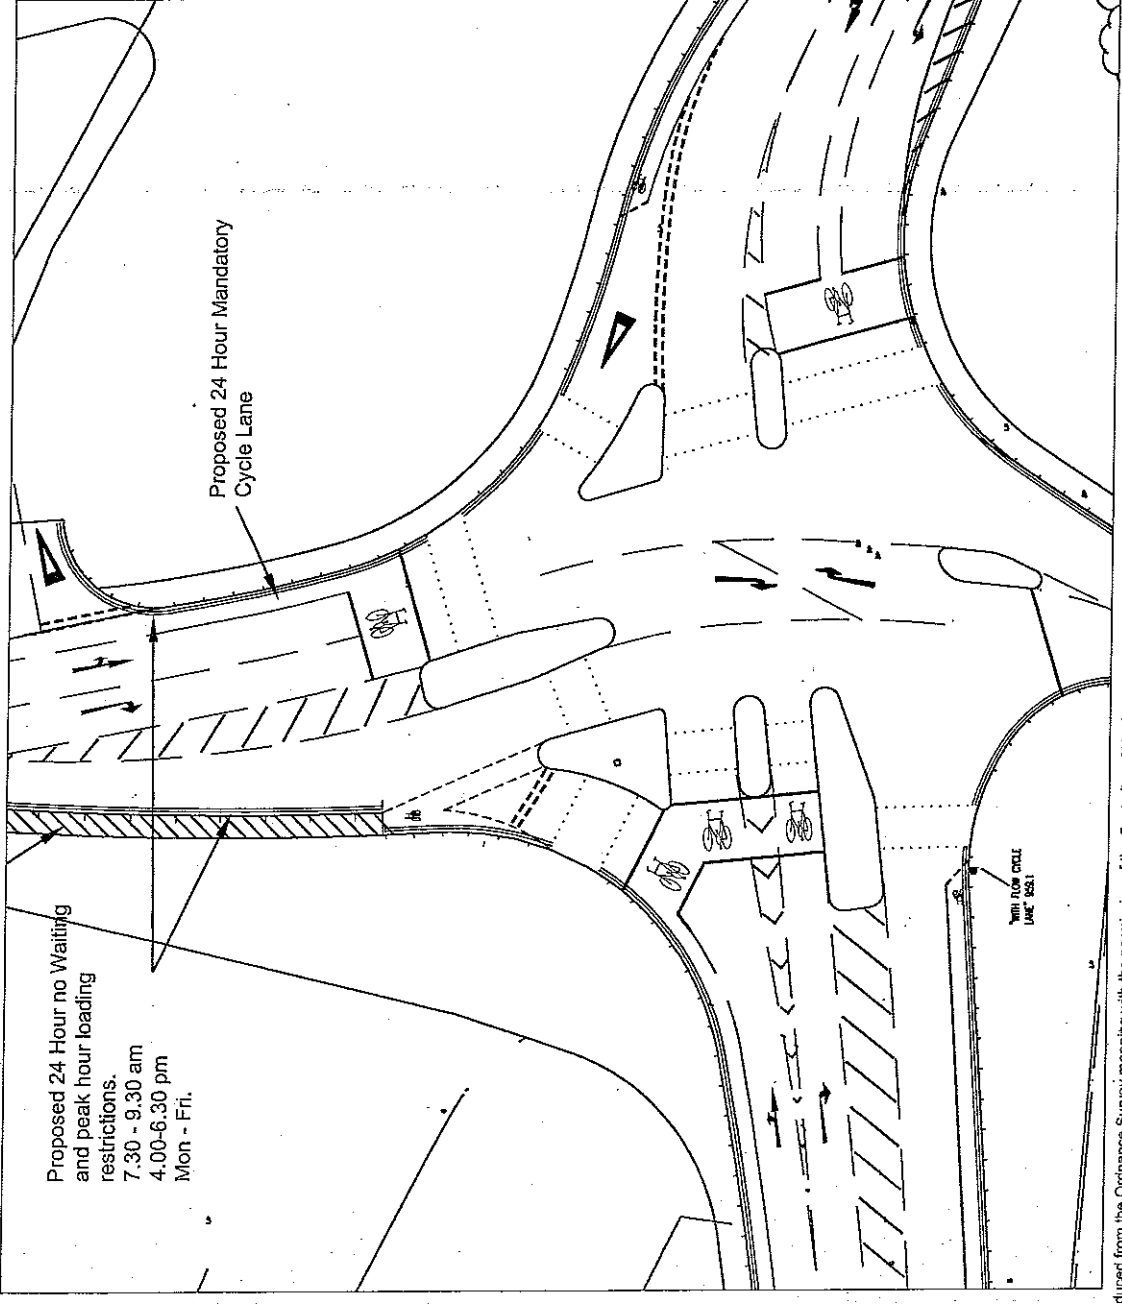 Proposed 24 Hour Mandatory
Cycle Lane
Proposed 24 Hour no Waiting
and peak hour loading
restrictions.
7.30 - 9.30 am
4.00-6.30 pm
Mon - Fri.
"WITH FLOW CYCLE
LANE" 959.1
duced from the Ordnance Survey mapping with the permission of the